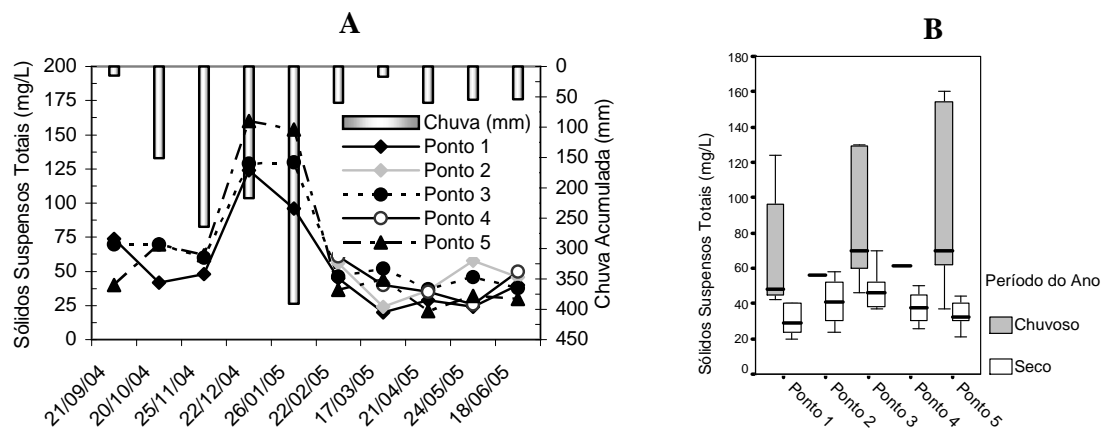 A
Sólidos Suspensos Totais (mg/L)
200
175
150
125
100
75
50
25
0
0
50
100
150
200
250
300
350
400
450
Chuva Acumulada (mm)
Chuva (mm)
Ponto 1
Ponto 2
Ponto 3
Ponto 4
Ponto 5
21/09/04
20/10/04
25/11/04
22/12/04
26/01/05
22/02/05
17/03/05
21/04/05
24/05/05
18/06/05
B
Sólidos Suspensos Totais (mg/L)
180
160
140
120
100
80
60
40
20
0
Ponto 1
Ponto 2
Ponto 3
Ponto 4
Ponto 5
Período do Ano
Chuvoso
Seco